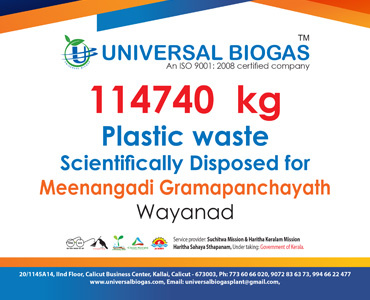 TM
UNIVERSAL BIOGAS
An ISO 9001: 2008 certified company
114740 kg
Plastic waste
Scientifically Disposed for
Meenangadi Gramapanchayath
Wayanad
Service provider: Suchitwa Mission & Haritha Keralam Mission
Haritha Sahaya Sthapanam, Under taking: Government of Kerala.
20/1145A14, IInd Floor, Calicut Business Center, Kallai, Calicut - 673003, Ph: 773 60 66 020, 9072 83 63 73, 994 66 22 477
www.universalbiogas.com, Email: universalbiogasplant@gmail.com,